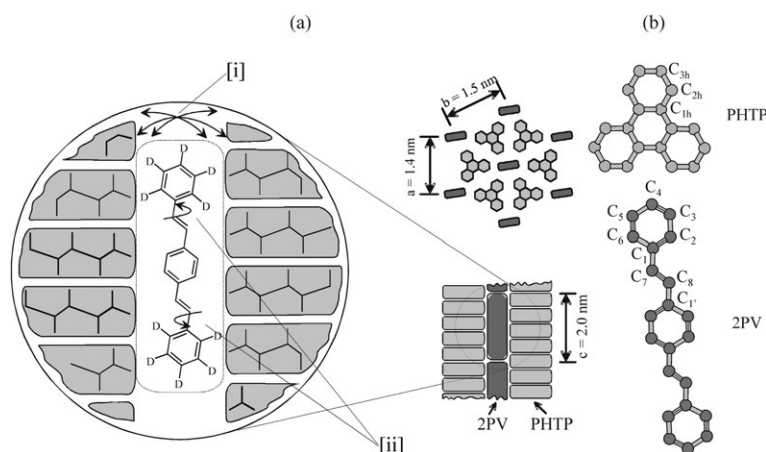 (a)
(b)
[i]
b = 1.5 nm
a = 1.4 nm
C3h
C2h
C1h
PHTP
D
D D
D D
C4
C5 C3
C6 C2
C1
C7 C8
C1'
2PV
c = 2.0 nm
D D
D D
D
[ii]
2PV PHTP